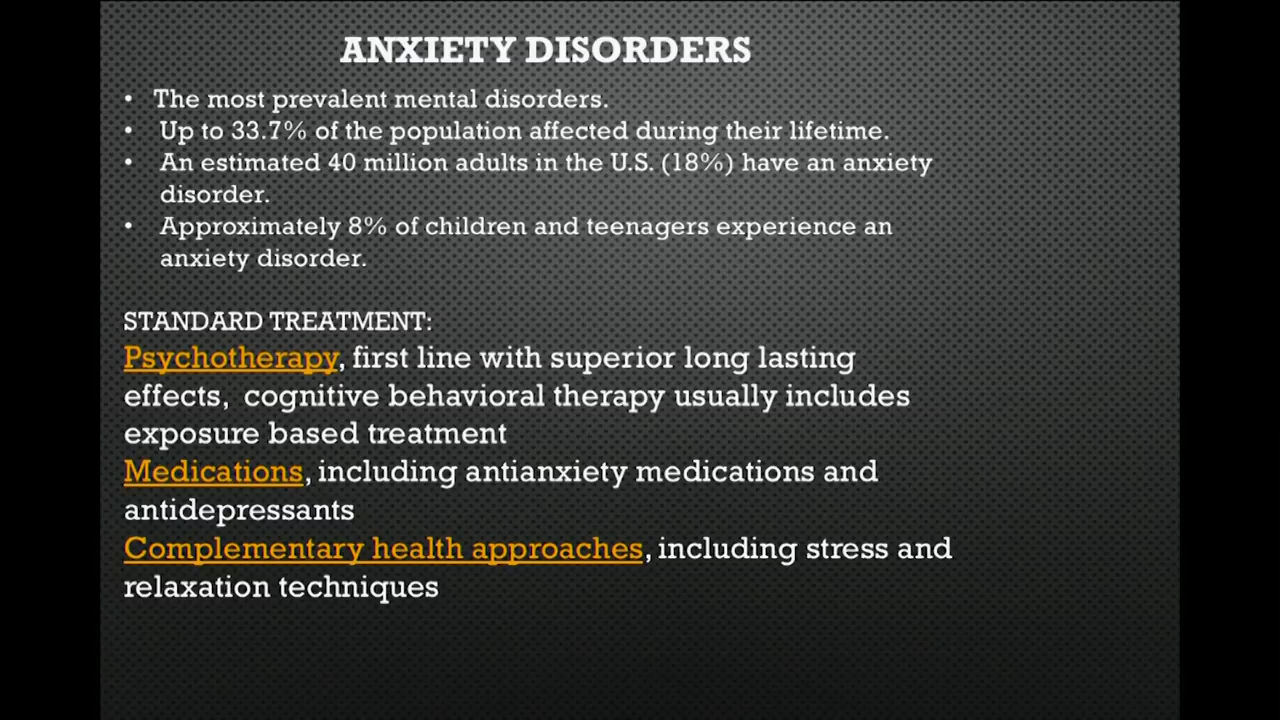 ANXIETY DISORDERS
• The most prevalent mental disorders.
• Up to 33.7% of the population affected during their lifetime.
• An estimated 40 million adults in the U.S. (18%) have an anxiety
disorder.
• Approximately 8% of children and teenagers experience an
anxiety disorder.
STANDARD TREATMENT:
Psychotherapy, first line with superior long lasting
effects, cognitive behavioral therapy usually includes
exposure based treatment
Medications, including antianxiety medications and
antidepressants
Complementary health approaches, including stress and
relaxation techniques